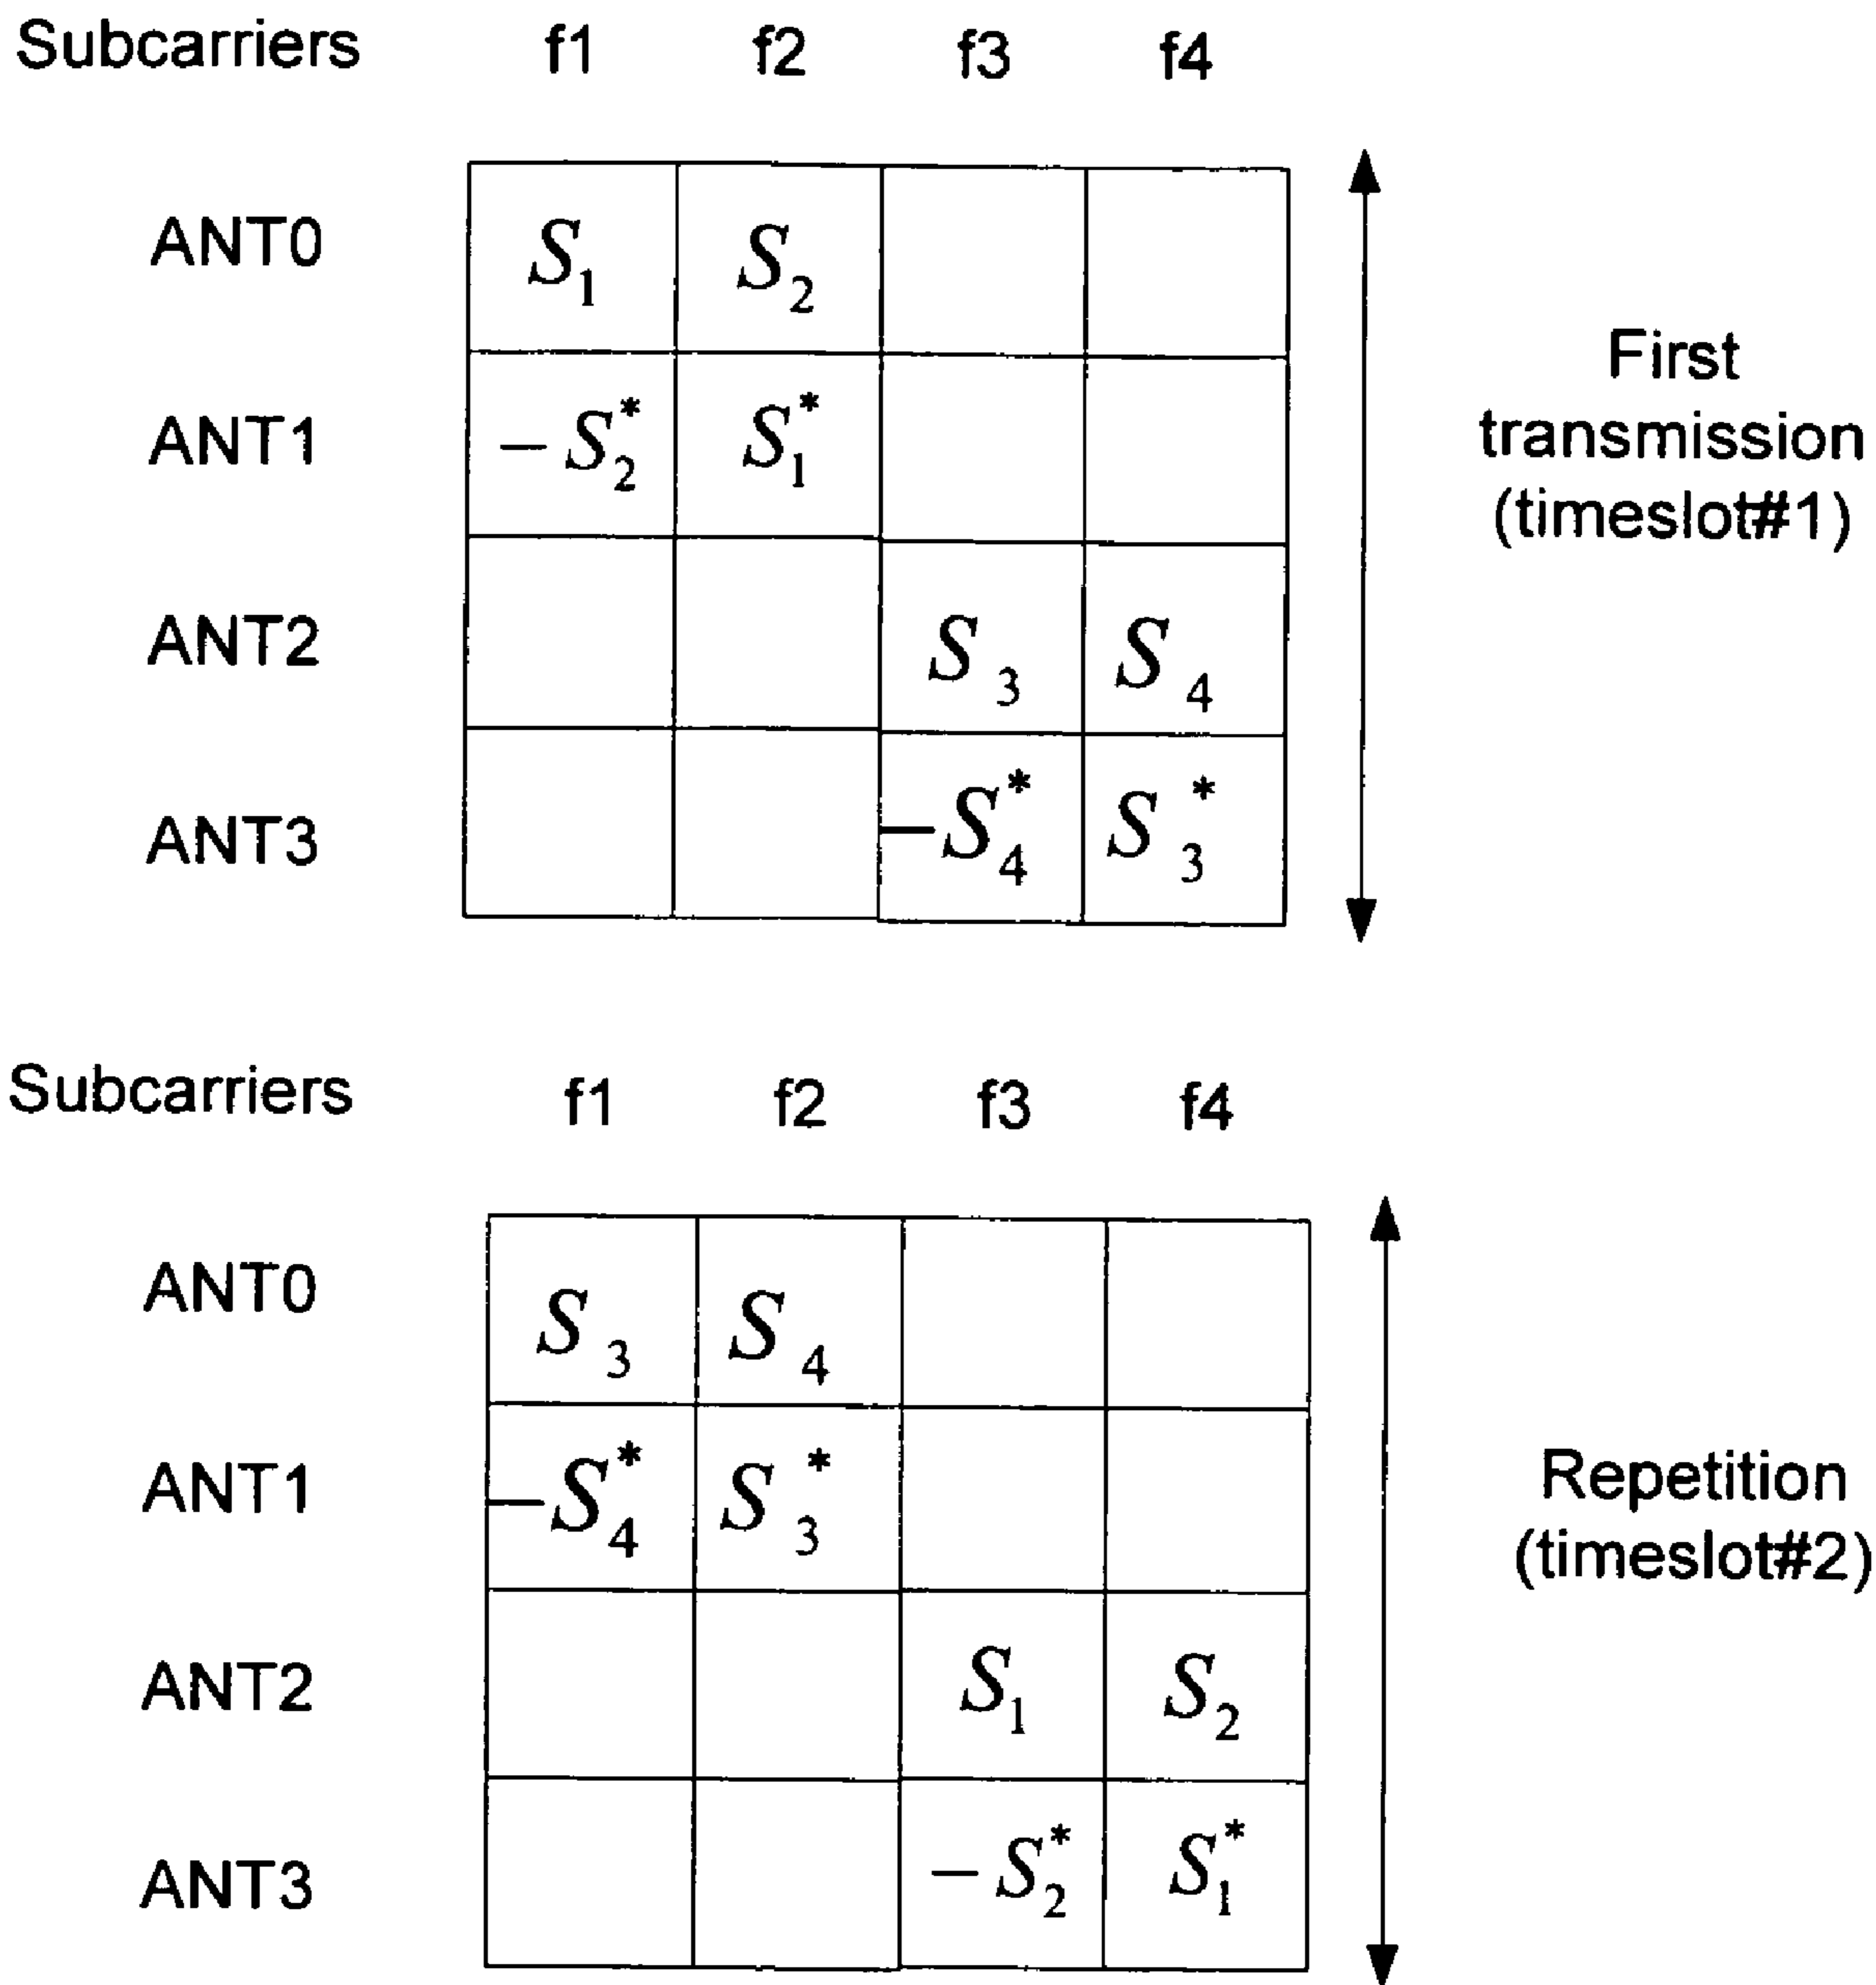 Subcarriers f1 f2 f3 f4
ANT0 S₁ S₂
ANT1 −S₂* S₁*
ANT2 S₃ S₄
ANT3 −S₄* S₃*
First
transmission
(timeslot#1)
Subcarriers f1 f2 f3 f4
ANT0 S₃ S₄
ANT1 −S₄* S₃*
ANT2 S₁ S₂
ANT3 −S₂* S₁*
Repetition
(timeslot#2)